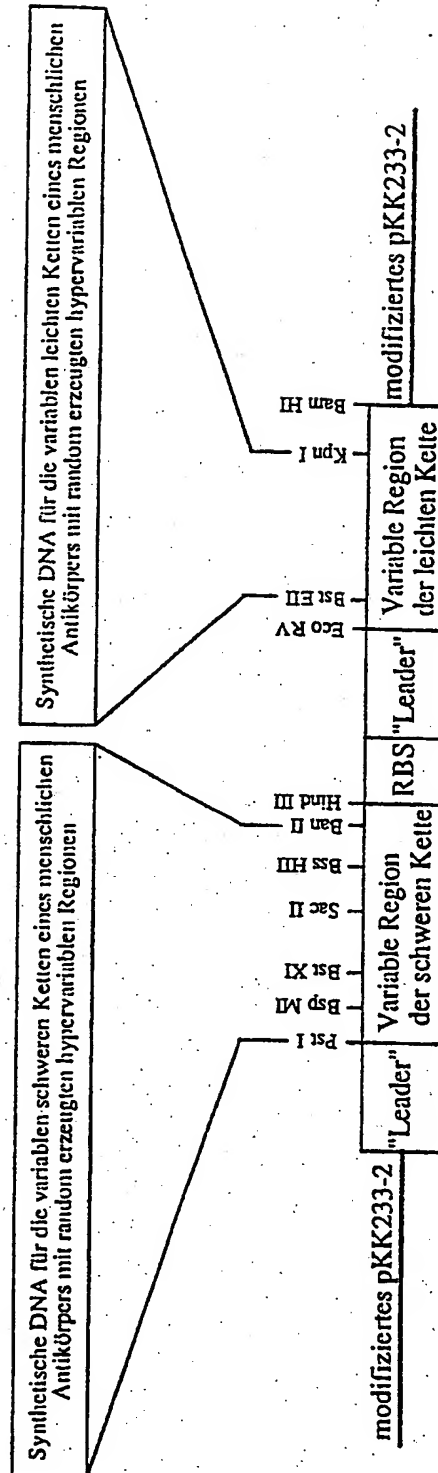 Synthetische DNA für die variablen schweren Ketten eines menschlichen
Antikörpers mit random erzeugten hypervariablen Regionen
Synthetische DNA für die variablen leichten Ketten eines menschlichen
Antikörpers mit random erzeugten hypervariablen Regionen
Pst I
Bsp MI
Bst XI
Sac II
Bss HII
Ban II
Hind III
Eco RV
Bst EII
Kpn I
Bam HI
modifiziertes pKK233-2
"Leader"
Variable Region
der schweren Kette
RBS
"Leader"
Variable Region
der leichten Kette
modifiziertes pKK233-2